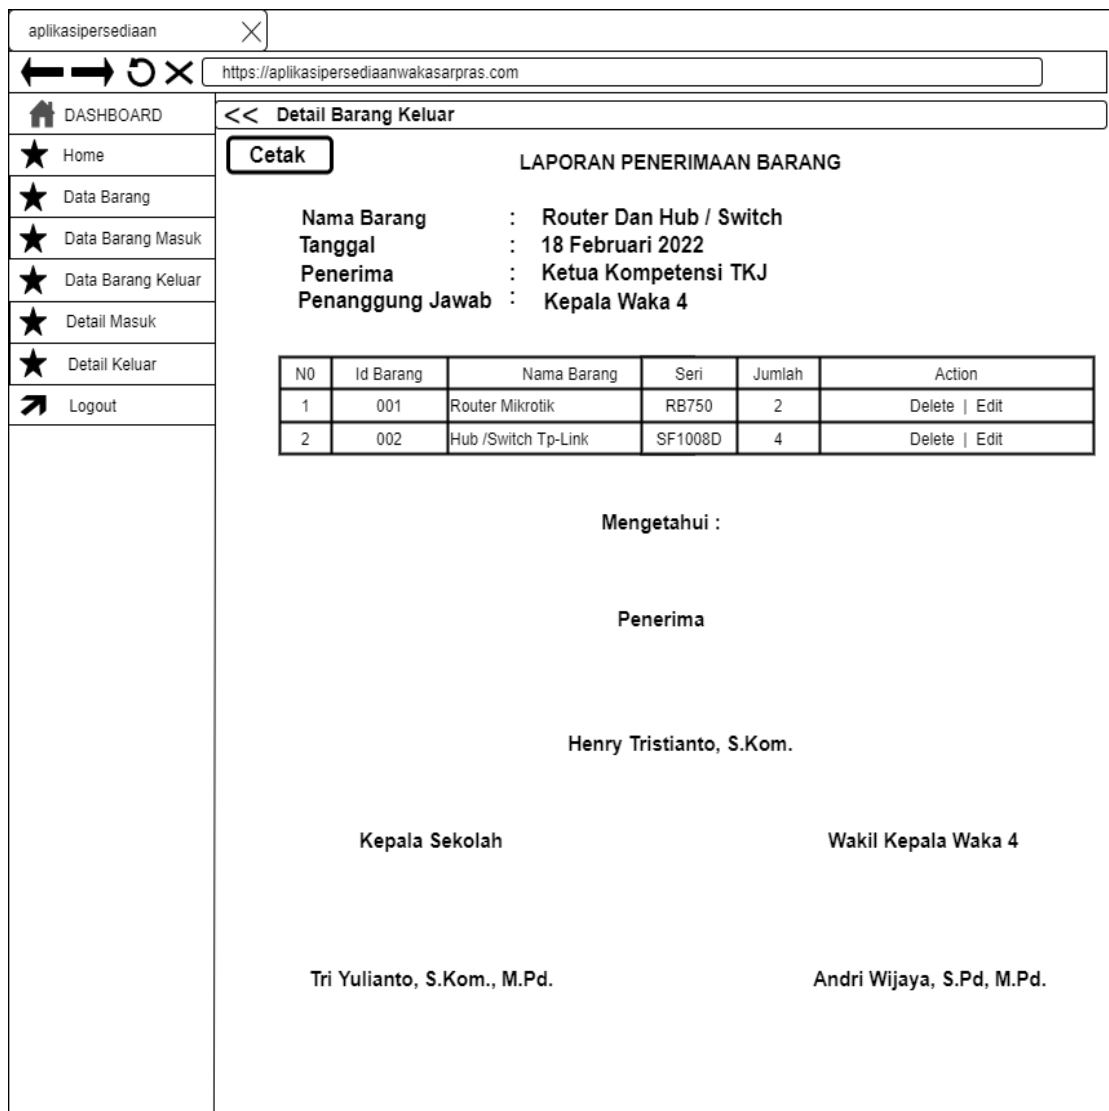 aplikasipersediaan
https://aplikasipersediaanwakasarpras.com
DASHBOARD
Home
Data Barang
Data Barang Masuk
Data Barang Keluar
Detail Masuk
Detail Keluar
Logout
<< Detail Barang Keluar
Cetak
LAPORAN PENERIMAAN BARANG
Nama Barang : Router Dan Hub / Switch
Tanggal : 18 Februari 2022
Penerima : Ketua Kompetensi TKJ
Penanggung Jawab : Kepala Waka 4
N0 Id Barang Nama Barang Seri Jumlah Action
1 001 Router Mikrotik RB750 2 Delete | Edit
2 002 Hub /Switch Tp-Link SF1008D 4 Delete | Edit
Mengetahui :
Penerima
Henry Tristianto, S.Kom.
Kepala Sekolah Wakil Kepala Waka 4
Tri Yulianto, S.Kom., M.Pd. Andri Wijaya, S.Pd, M.Pd.